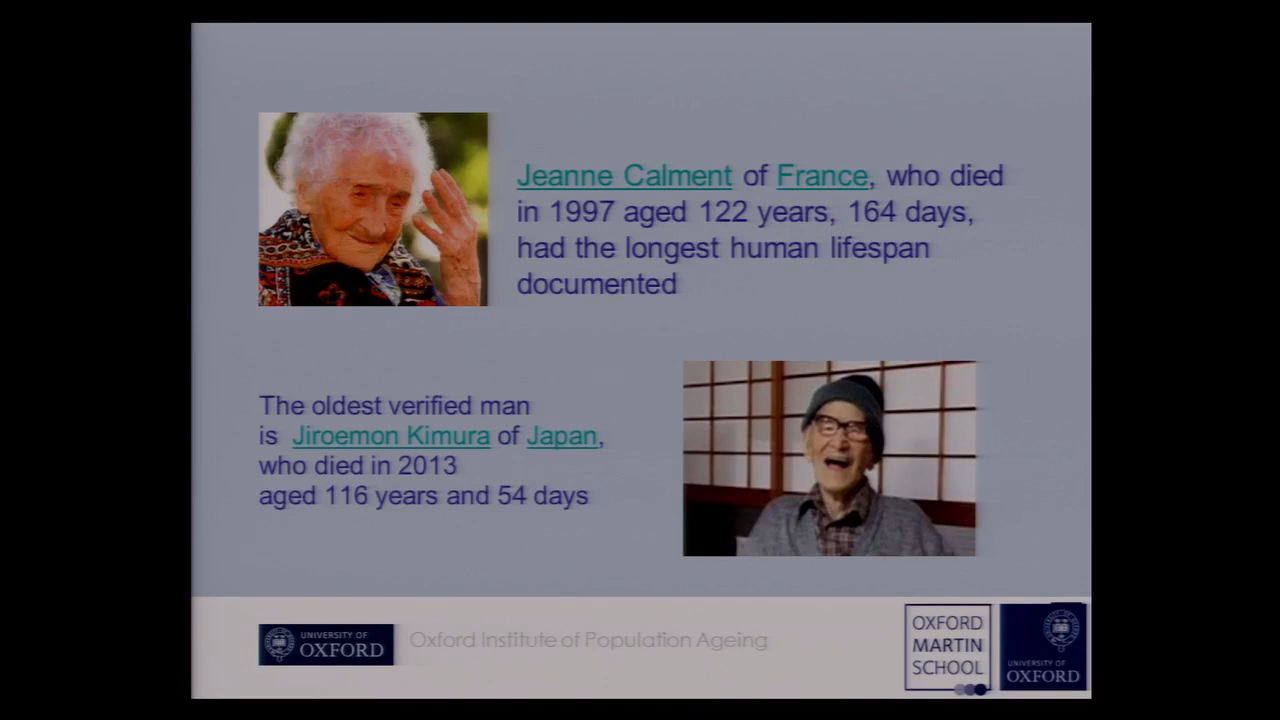 Jeanne Calment of France, who died
in 1997 aged 122 years, 164 days,
had the longest human lifespan
documented
The oldest verified man
is Jiroemon Kimura of Japan,
who died in 2013
aged 116 years and 54 days
UNIVERSITY OF
OXFORD
Oxford Institute of Population Ageing
OXFORD
MARTIN
SCHOOL
UNIVERSITY OF
OXFORD